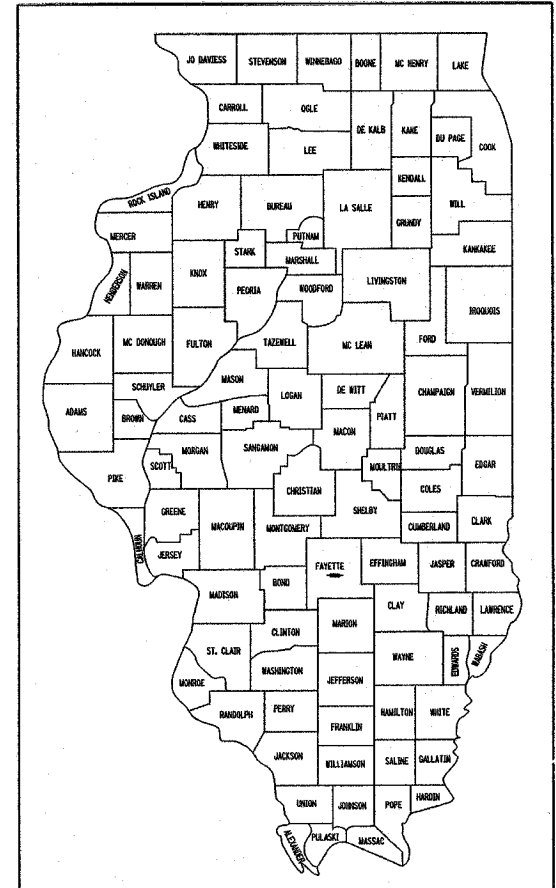 JO DAVIESS
STEVENSON
WINNEBAGO
BOONE
MC HENRY
LAKE
CARROLL
OGLE
DE KALB
KANE
DU PAGE
COOK
WHITESIDE
LEE
KENDALL
WILL
ROCK ISLAND
HENRY
BUREAU
LA SALLE
GRUNDY
MERCER
PUTNAM
KANKAKEE
STARK
MARSHALL
HENDERSON
WARREN
KNOX
PEORIA
WOODFORD
LIVINGSTON
IROQUOIS
HANCOCK
MC DONOUGH
FULTON
TAZEWELL
MC LEAN
FORD
SCHUYLER
MASON
LOGAN
DE WITT
CHAMPAIGN
VERMILION
ADAMS
BROWN
CASS
MENARD
PIATT
MACON
SANGAMON
MORGAN
SCOTT
PIKE
DOUGLAS
MOULTRIE
EDGAR
CHRISTIAN
COLES
SHELBY
GREENE
MACOUPIN
MONTGOMERY
CUMBERLAND
CLARK
CALHOUN
JERSEY
FAYETTE
EFFINGHAM
JASPER
CRAWFORD
MADISON
BOND
CLAY
RICHLAND
LAWRENCE
MARION
CLINTON
ST. CLAIR
WAYNE
EDWARDS
WABASH
WASHINGTON
JEFFERSON
MONROE
RANDOLPH
PERRY
HAMILTON
WHITE
FRANKLIN
JACKSON
WILLIAMSON
SALINE
GALLATIN
UNION
JOHNSON
POPE
HARDIN
ALEXANDER
PULASKI
MASSAC